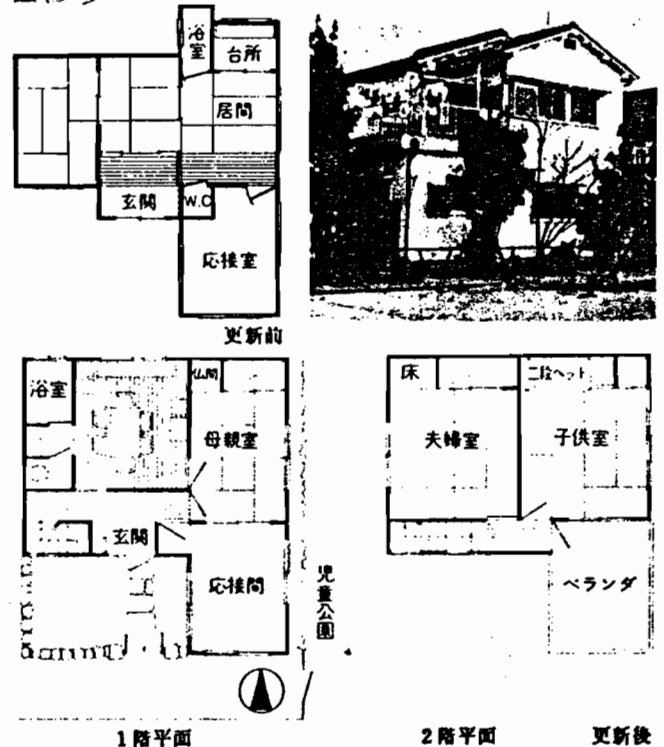 浴室
台所
居間
玄関
W.C
応接室
更新前
浴室
仏間
母親室
玄関
応接間
児童公園
1階平面
床
二段ベット
夫婦室
子供室
ベランダ
2階平面
更新後